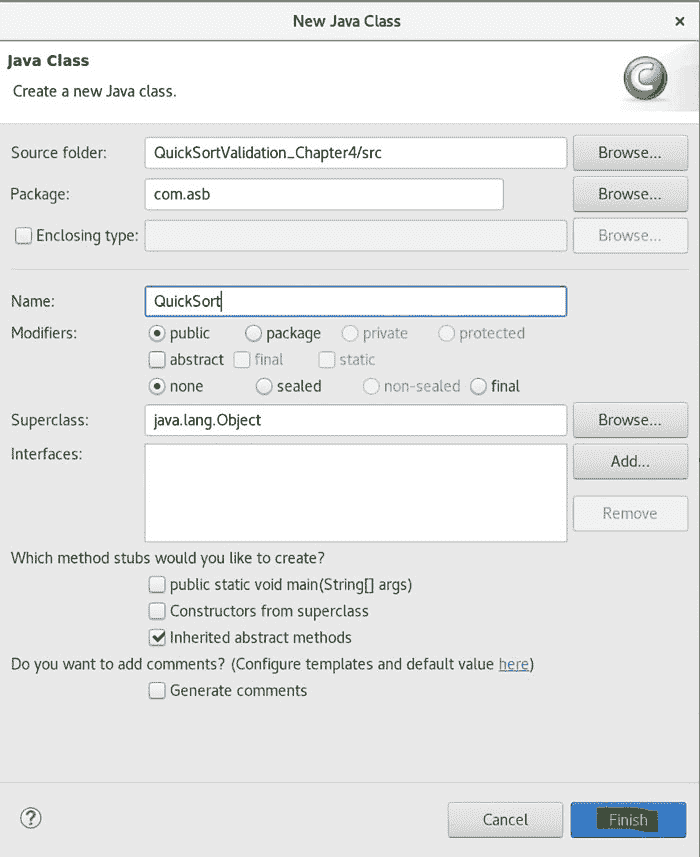 New Java Class
Java Class
Create a new Java class.
Source folder: QuickSortValidation_Chapter4/src Browse...
Package: com.asb Browse...
Enclosing type: Browse...
Name: QuickSort
Modifiers: public package private protected
abstract final static
none sealed non-sealed final
Superclass: java.lang.Object Browse...
Interfaces: Add...
Remove
Which method stubs would you like to create?
public static void main(String[] args)
Constructors from superclass
Inherited abstract methods
Do you want to add comments? (Configure templates and default value here)
Generate comments
Cancel Finish